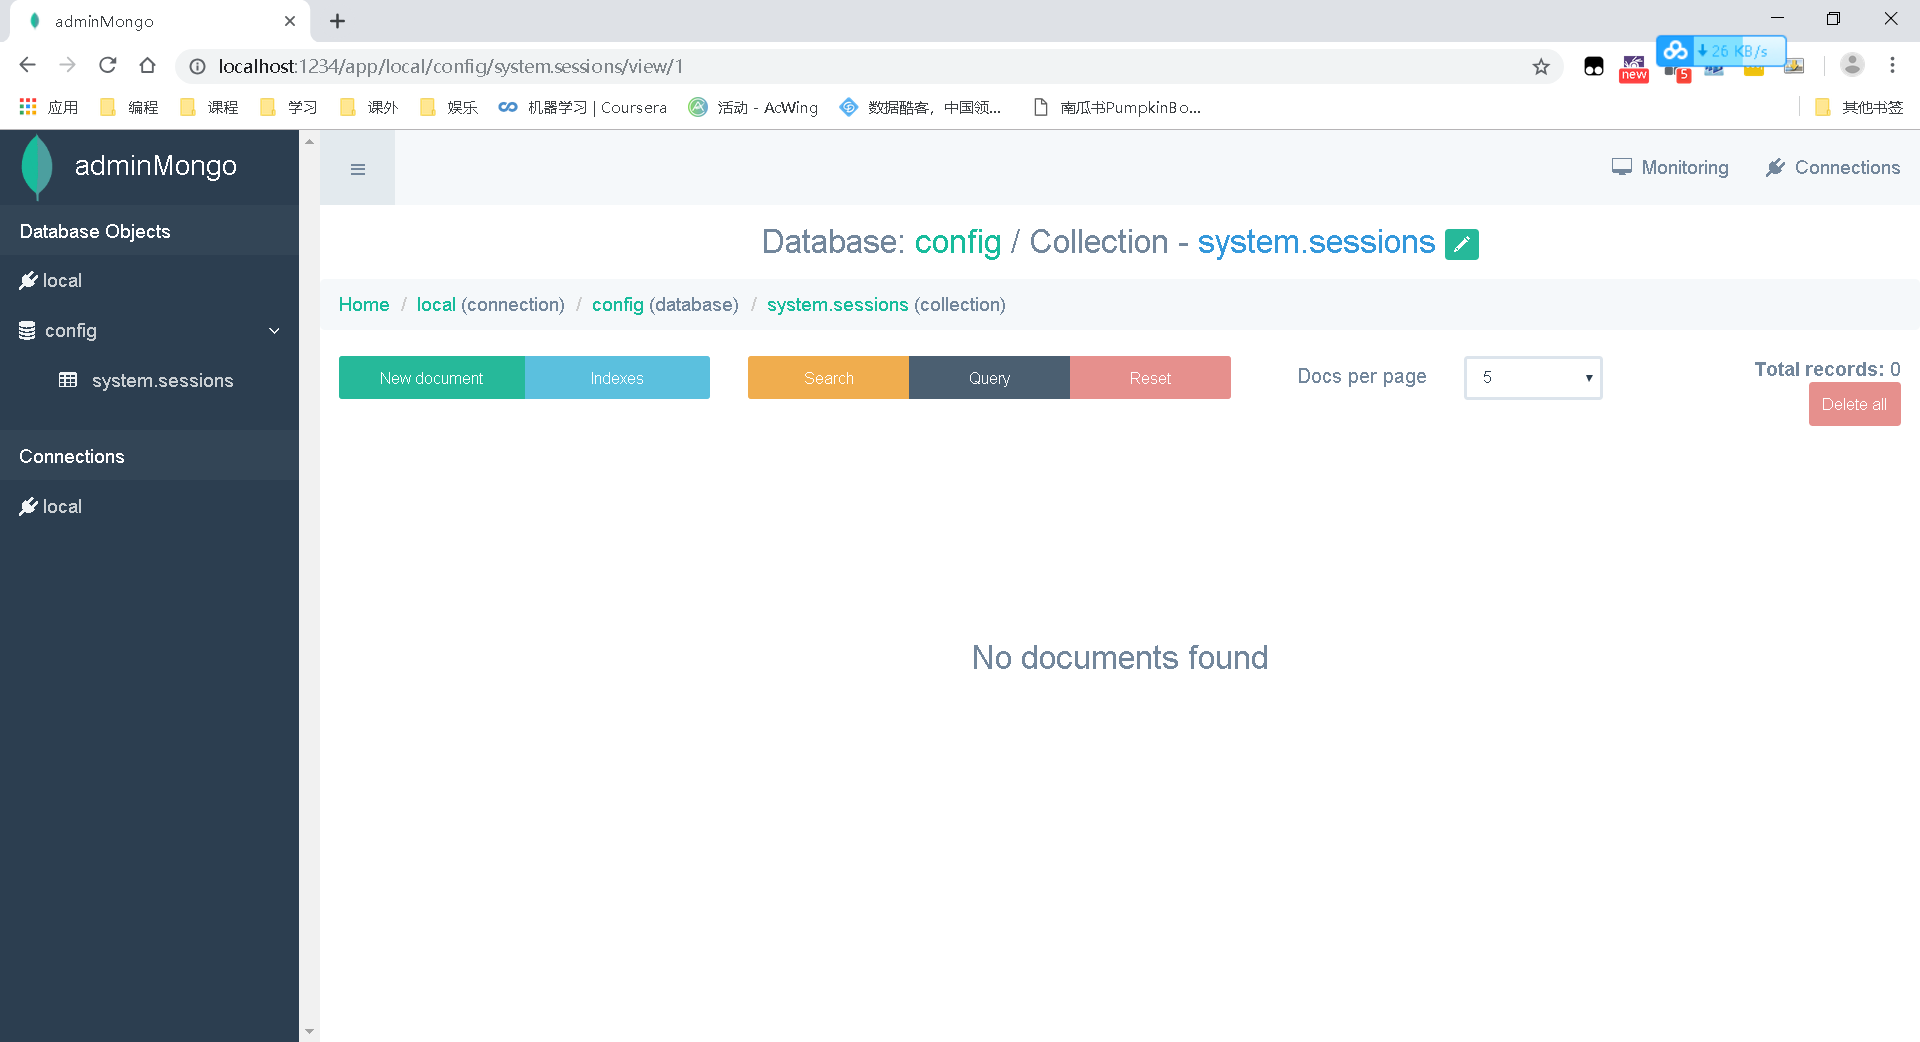 adminMongo
26 KB/s
localhost:1234/app/local/config/system.sessions/view/1
new
5
应用 编程 课程 学习 课外 娱乐 机器学习 | Coursera 活动 - AcWing 数据酷客，中国领... 南瓜书PumpkinBo... 其他书签
adminMongo
Monitoring Connections
Database Objects
local
config
system.sessions
Connections
local
Database: config / Collection - system.sessions
Home / local (connection) / config (database) / system.sessions (collection)
New document Indexes Search Query Reset Docs per page 5 Total records: 0
Delete all
No documents found